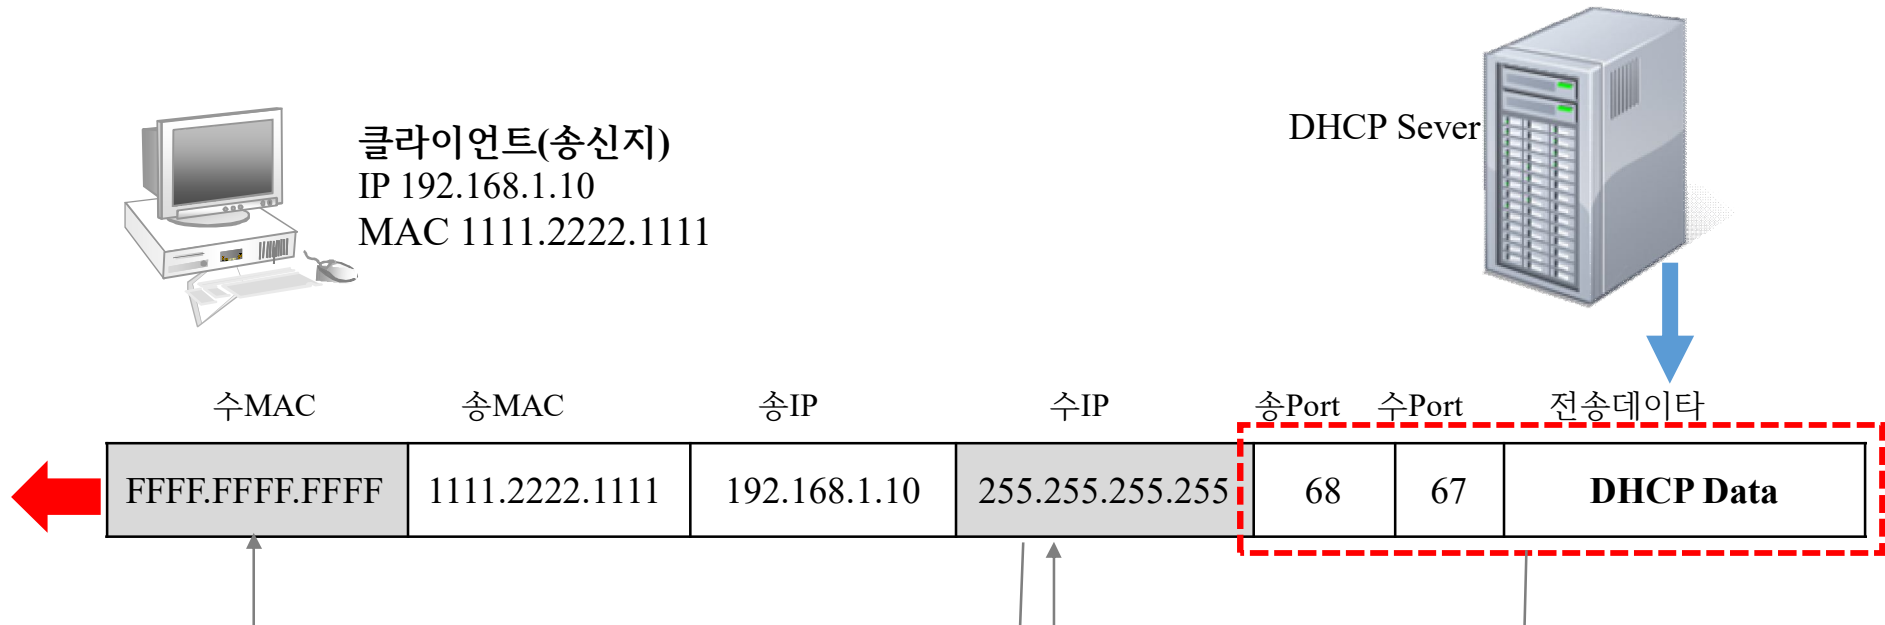 DHCP Sever
클라이언트(송신지)
IP 192.168.1.10
MAC 1111.2222.1111
수MAC 송MAC 송IP 수IP 송Port 수Port 전송데이타
FFFF.FFFF.FFFF 1111.2222.1111 192.168.1.10 255.255.255.255 68 67 DHCP Data